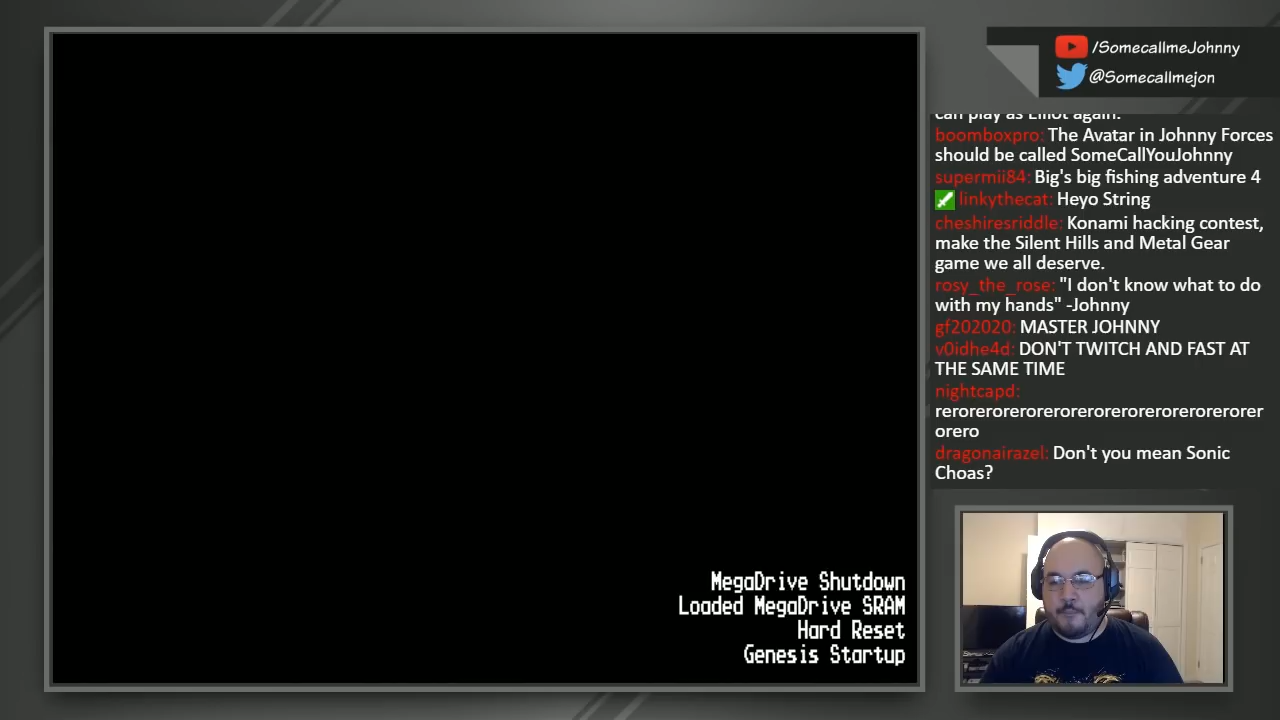 /SomecallmeJohnny
@Somecallmejon
can play as Elliot again.
boomboxpro: The Avatar in Johnny Forces
should be called SomeCallYouJohnny
supermii84: Big's big fishing adventure 4
linkythecat: Heyo String
cheshiresriddle: Konami hacking contest,
make the Silent Hills and Metal Gear
game we all deserve.
rosy_the_rose: "I don't know what to do
with my hands" -Johnny
gf202020: MASTER JOHNNY
v0idhe4d: DON'T TWITCH AND FAST AT
THE SAME TIME
nightcapd:
rerorerorerorerorerorerorerorerorerorer
orero
dragonairazel: Don't you mean Sonic
Choas?
MegaDrive Shutdown
Loaded MegaDrive SRAM
Hard Reset
Genesis Startup